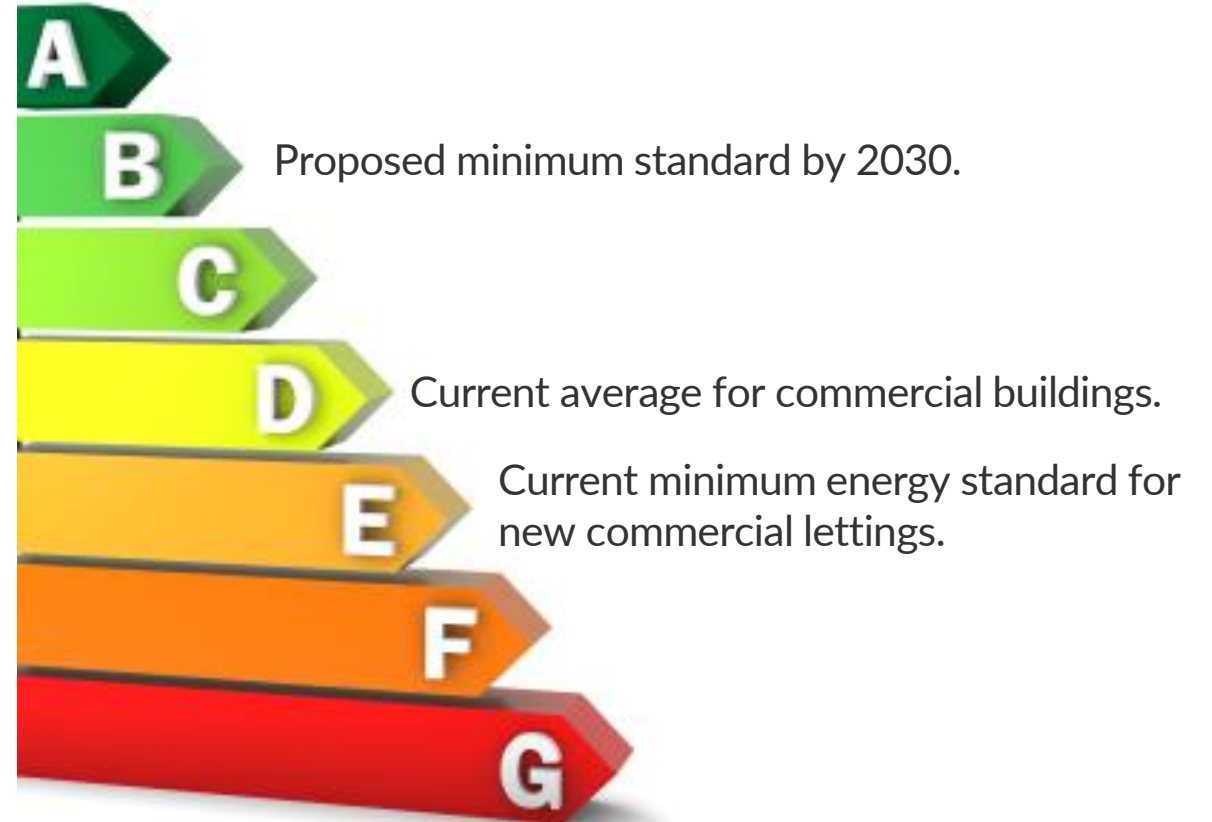 A
B
Proposed minimum standard by 2030.
C
D
Current average for commercial buildings.
E
Current minimum energy standard for
new commercial lettings.
F
G